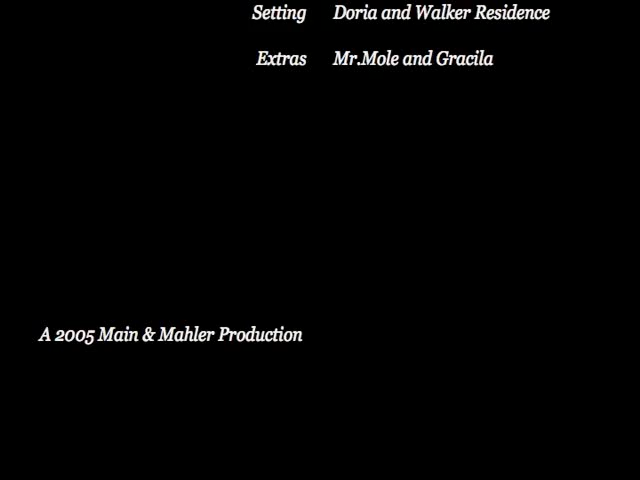 Setting Doria and Walker Residence
Extras Mr.Mole and Gracila
A 2005 Main & Mahler Production